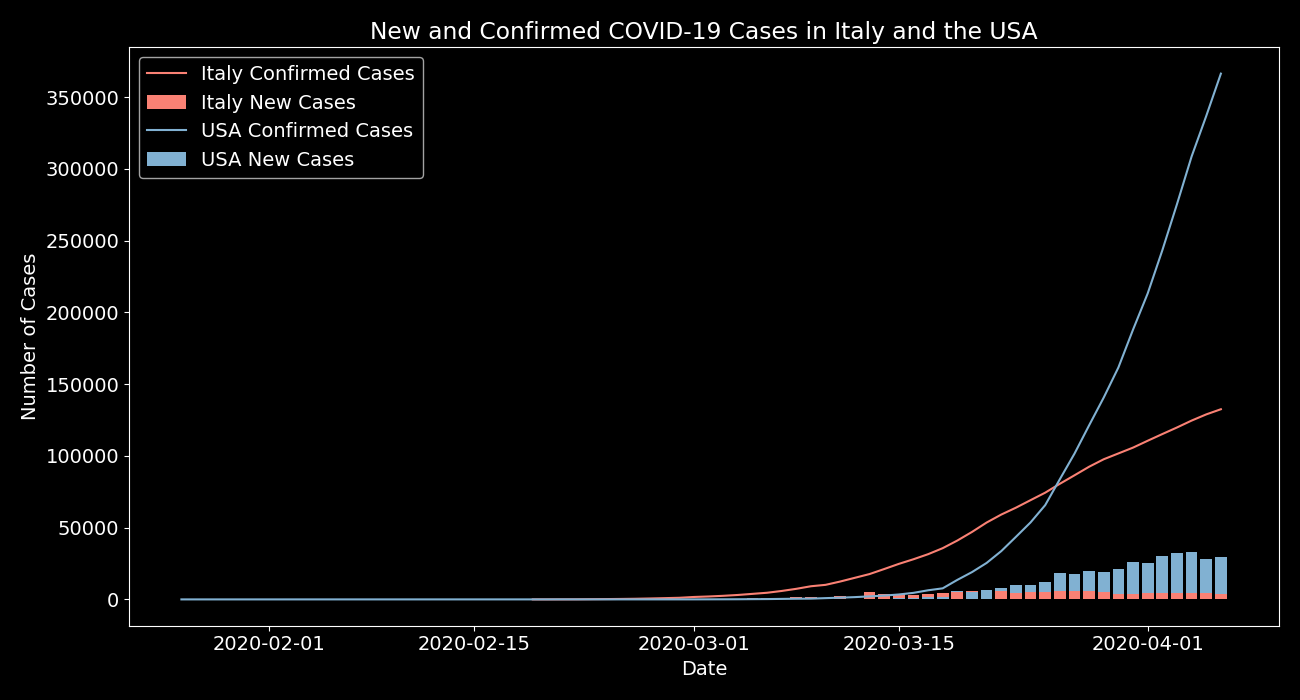 New and Confirmed COVID-19 Cases in Italy and the USA
Italy Confirmed Cases
Italy New Cases
USA Confirmed Cases
USA New Cases
350000
300000
250000
200000
150000
100000
50000
0
Number of Cases
2020-02-01
2020-02-15
2020-03-01
2020-03-15
2020-04-01
Date